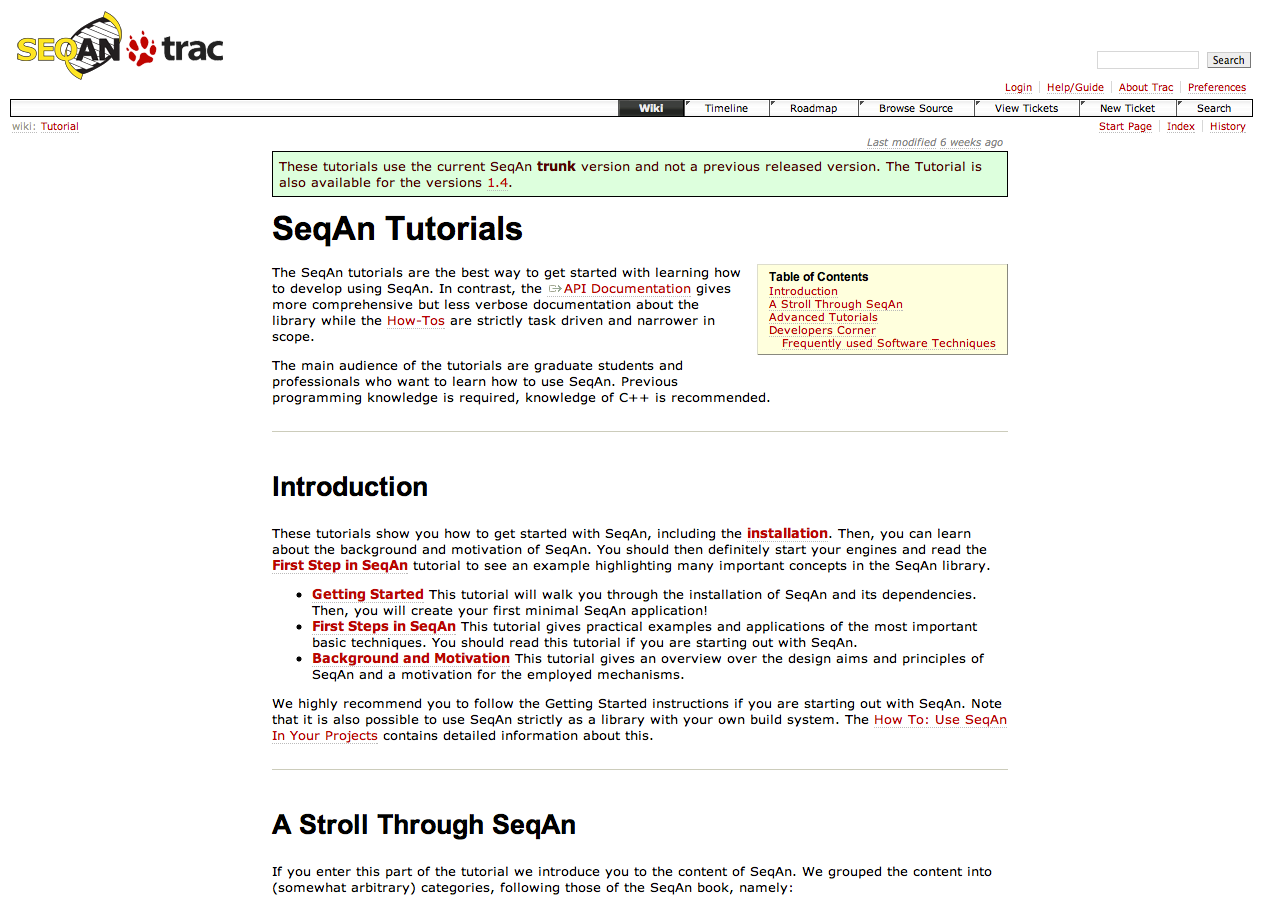 SEQAN trac
Search
Login Help/Guide About Trac Preferences
Wiki Timeline Roadmap Browse Source View Tickets New Ticket Search
wiki: Tutorial
Start Page Index History
Last modified 6 weeks ago
These tutorials use the current SeqAn trunk version and not a previous released version. The Tutorial is
also available for the versions 1.4.
SeqAn Tutorials
The SeqAn tutorials are the best way to get started with learning how
to develop using SeqAn. In contrast, the API Documentation gives
more comprehensive but less verbose documentation about the
library while the How-Tos are strictly task driven and narrower in
scope.
Table of Contents
Introduction
A Stroll Through SeqAn
Advanced Tutorials
Developers Corner
Frequently used Software Techniques
The main audience of the tutorials are graduate students and
professionals who want to learn how to use SeqAn. Previous
programming knowledge is required, knowledge of C++ is recommended.
Introduction
These tutorials show you how to get started with SeqAn, including the installation. Then, you can learn
about the background and motivation of SeqAn. You should then definitely start your engines and read the
First Step in SeqAn tutorial to see an example highlighting many important concepts in the SeqAn library.
• Getting Started This tutorial will walk you through the installation of SeqAn and its dependencies.
Then, you will create your first minimal SeqAn application!
• First Steps in SeqAn This tutorial gives practical examples and applications of the most important
basic techniques. You should read this tutorial if you are starting out with SeqAn.
• Background and Motivation This tutorial gives an overview over the design aims and principles of
SeqAn and a motivation for the employed mechanisms.
We highly recommend you to follow the Getting Started instructions if you are starting out with SeqAn. Note
that it is also possible to use SeqAn strictly as a library with your own build system. The How To: Use SeqAn
In Your Projects contains detailed information about this.
A Stroll Through SeqAn
If you enter this part of the tutorial we introduce you to the content of SeqAn. We grouped the content into
(somewhat arbitrary) categories, following those of the SeqAn book, namely: